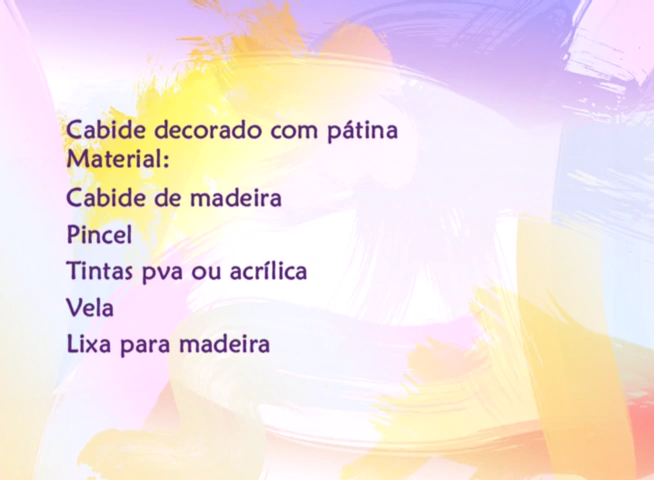 Cabide decorado com pátina
Material:
Cabide de madeira
Pincel
Tintas pva ou acrílica
Vela
Lixa para madeira